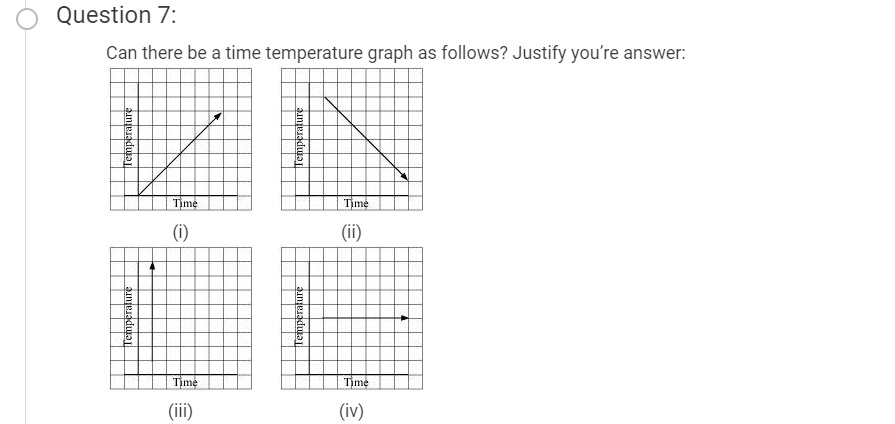 Question 7:
Can there be a time temperature graph as follows? Justify you're answer:
Temperature
Time
(i)
Temperature
Time
(ii)
Temperature
Time
(iii)
Temperature
Time
(iv)